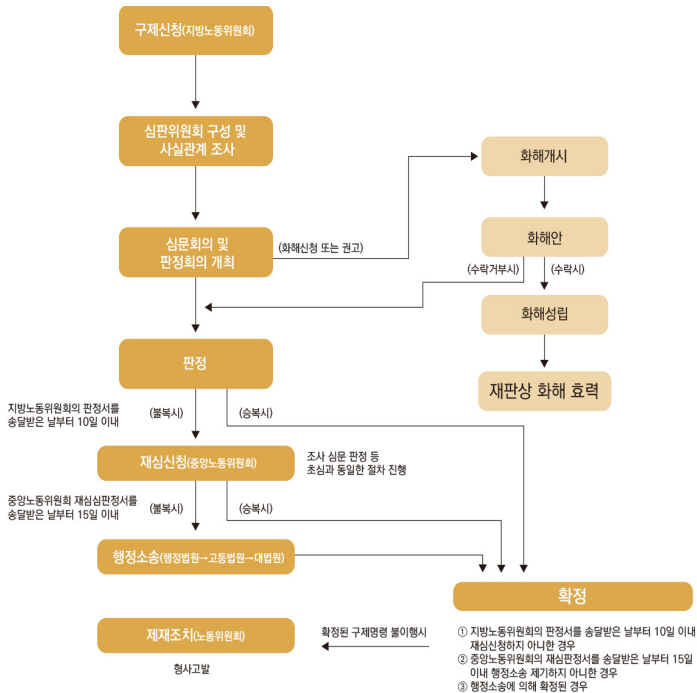 구제신청(지방노동위원회)
심판위원회 구성 및
사실관계 조사
화해개시
심문회의 및
판정회의 개최
(화해신청 또는 권고)
화해안
(수락거부시)
(수락시)
화해성립
판정
재판상 화해 효력
지방노동위원회의 판정서를
송달받은 날부터 10일 이내
(불복시)
(승복시)
재심신청(중앙노동위원회)
조사 심문 판정 등
초심과 동일한 절차 진행
중앙노동위원회 재심심판정서를
송달받은 날부터 15일 이내
(불복시)
(승복시)
행정소송(행정법원→고등법원→대법원)
확정
제재조치(노동위원회)
확정된 구제명령 불이행시
형사고발
① 지방노동위원회의 판정서를 송달받은 날부터 10일 이내
재심신청하지 아니한 경우
② 중앙노동위원회의 재심판정서를 송달받은 날부터 15일
이내 행정소송 제기하지 아니한 경우
③ 행정소송에 의해 확정된 경우